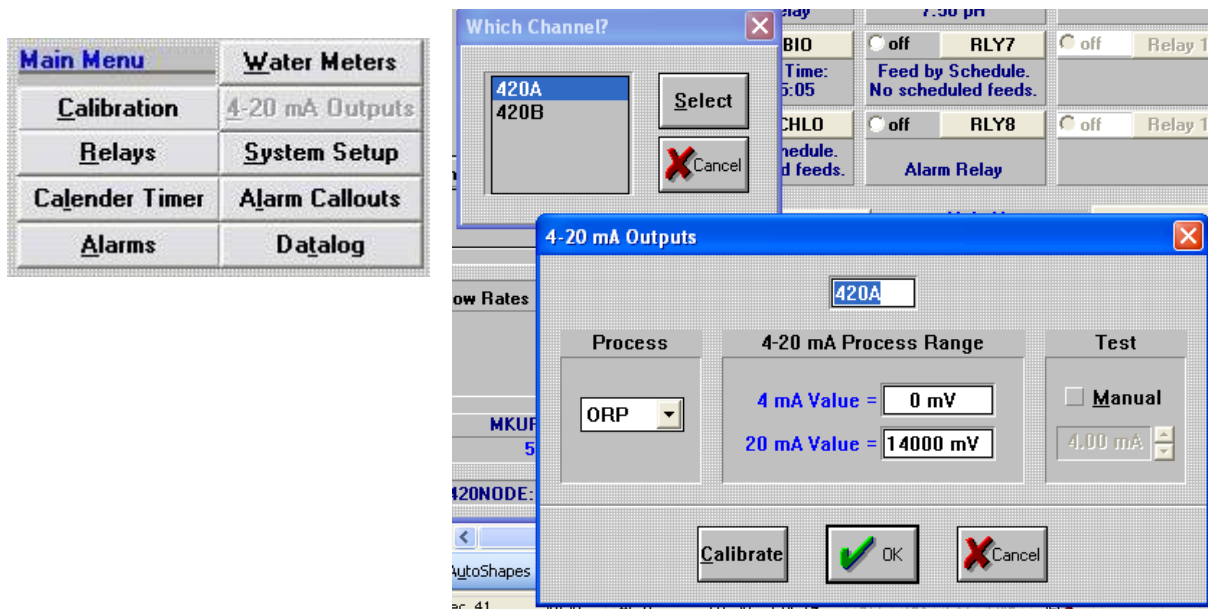 Main Menu
Water Meters
Calibration
4-20 mA Outputs
Relays
System Setup
Calender Timer
Alarm Callouts
Alarms
Datalog
Which Channel?
420A
420B
Select
Cancel
7.50 pH
BIO
off
RLY7
off
Relay 1
Time:
5:05
Feed by Schedule.
No scheduled feeds.
CHLO
off
RLY8
off
Relay 1
d feeds.
Alarm Relay
4-20 mA Outputs
420A
Process
4-20 mA Process Range
Test
ORP
4 mA Value =
0 mV
20 mA Value =
14000 mV
Manual
4.00 mA
Calibrate
OK
Cancel
ow Rates
MKUP
5
420NODE:
AutoShapes